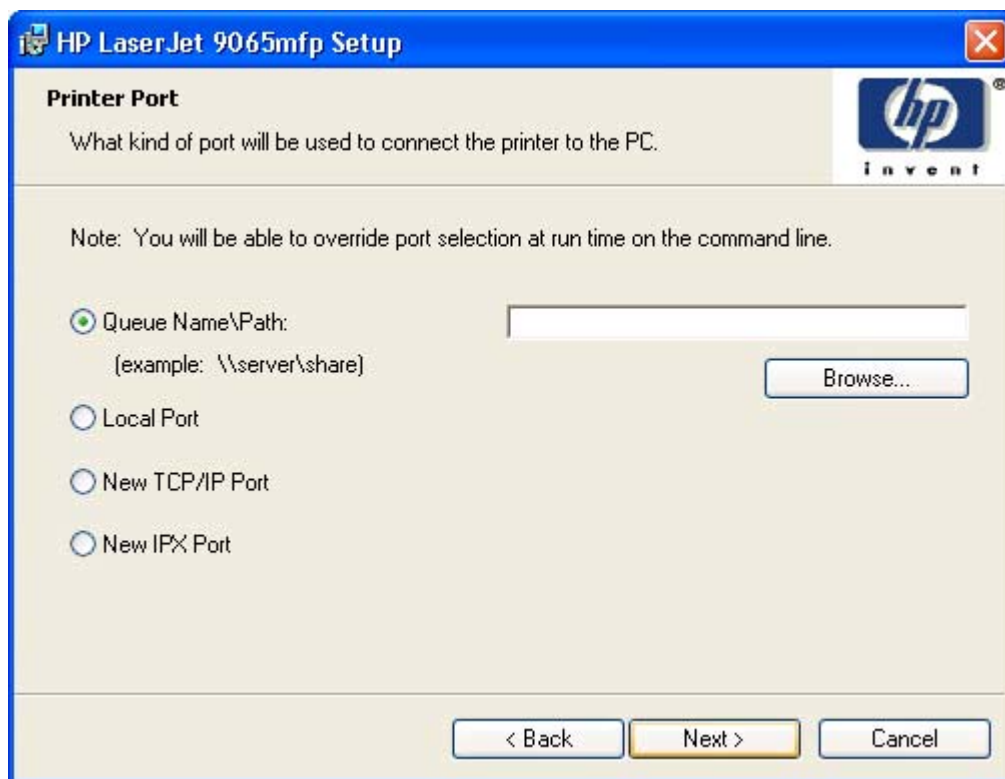 HP LaserJet 9065mfp Setup
Printer Port
What kind of port will be used to connect the printer to the PC.
hp
®
invent
Note:  You will be able to override port selection at run time on the command line.
Queue Name\Path:
(example:  \\server\share)
Browse...
Local Port
New TCP/IP Port
New IPX Port
< Back
Next >
Cancel